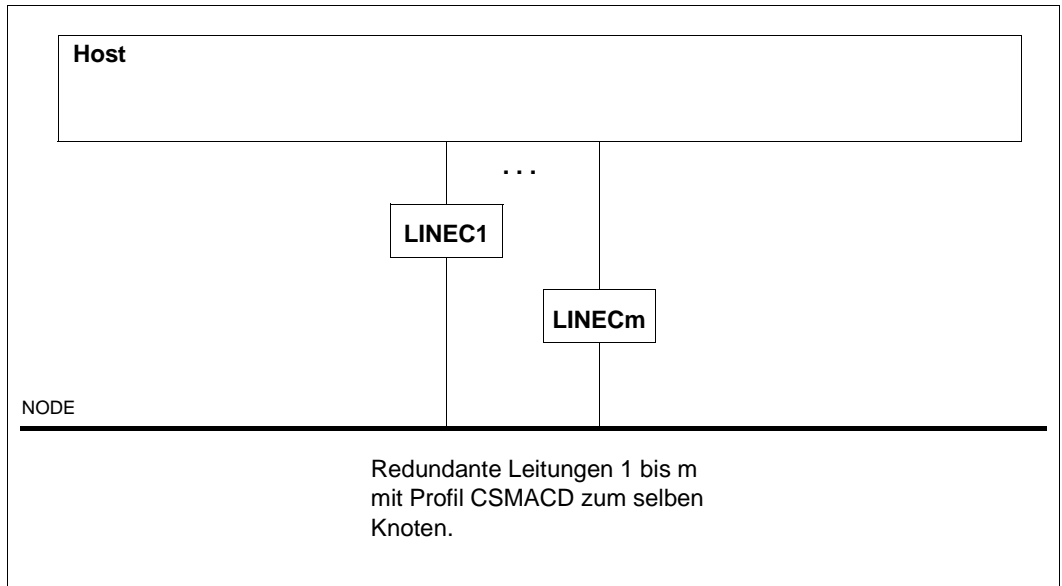 Host
. . .
LINEC1
LINECm
NODE
Redundante Leitungen 1 bis m
mit Profil CSMACD zum selben
Knoten.